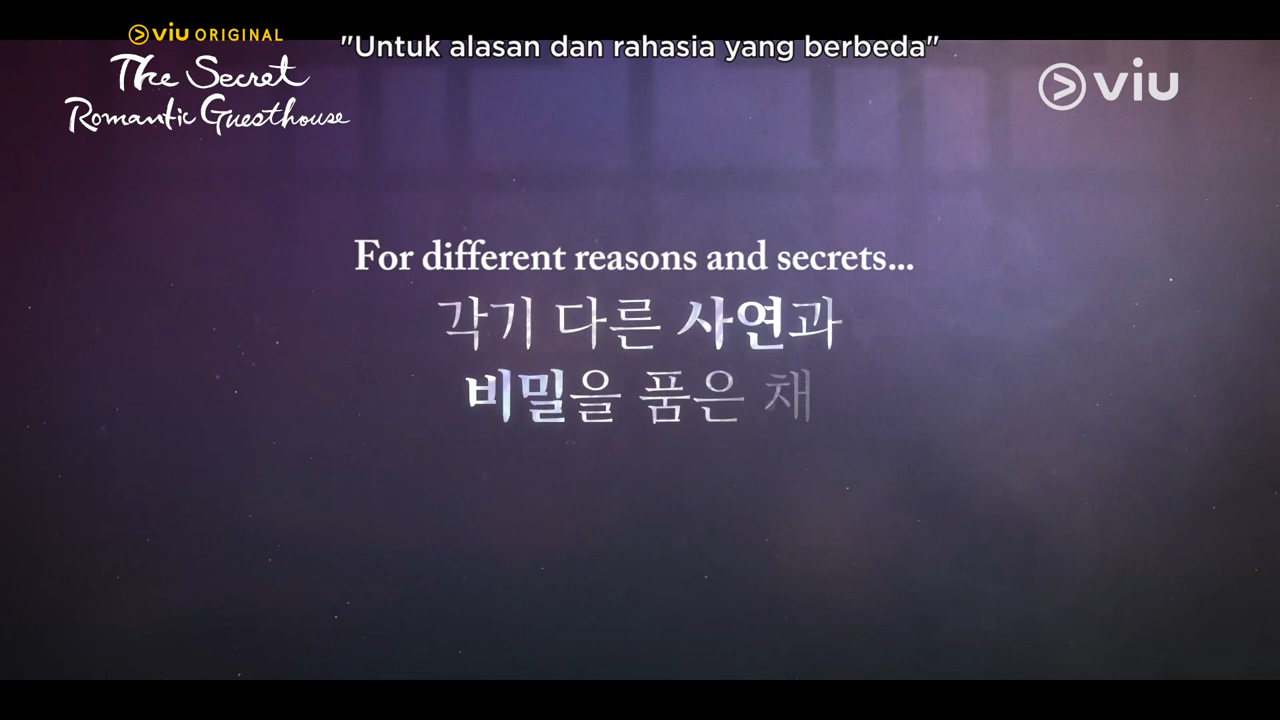 viu ORIGINAL
The Secret
Romantic Guesthouse
"Untuk alasan dan rahasia yang berbeda"
viu
For different reasons and secrets...
각기 다른 사연과
비밀을 품은 채